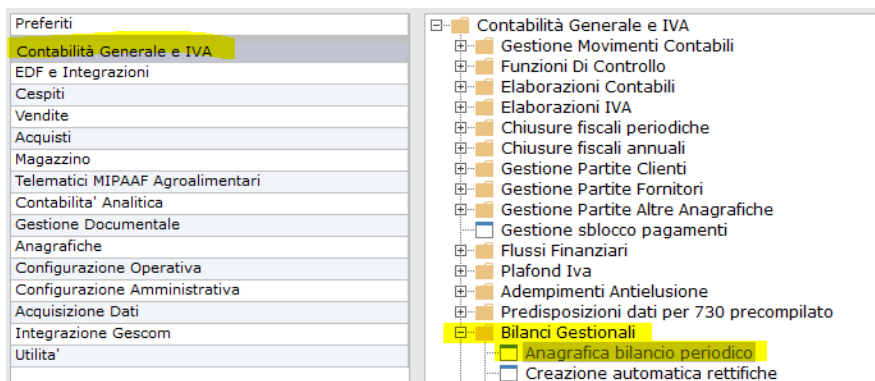 Preferiti
Contabilità Generale e IVA
EDF e Integrazioni
Cespiti
Vendite
Acquisti
Magazzino
Telematici MIPAAF Agroalimentari
Contabilita' Analitica
Gestione Documentale
Anagrafiche
Configurazione Operativa
Configurazione Amministrativa
Acquisizione Dati
Integrazione Gescom
Utilita'
Contabilità Generale e IVA
Gestione Movimenti Contabili
Funzioni Di Controllo
Elaborazioni Contabili
Elaborazioni IVA
Chiusure fiscali periodiche
Chiusure fiscali annuali
Gestione Partite Clienti
Gestione Partite Fornitori
Gestione Partite Altre Anagrafiche
Gestione sblocco pagamenti
Flussi Finanziari
Plafond Iva
Adempimenti Antielusione
Predisposizioni dati per 730 precompilato
Bilanci Gestionali
Anagrafica bilancio periodico
Creazione automatica rettifiche